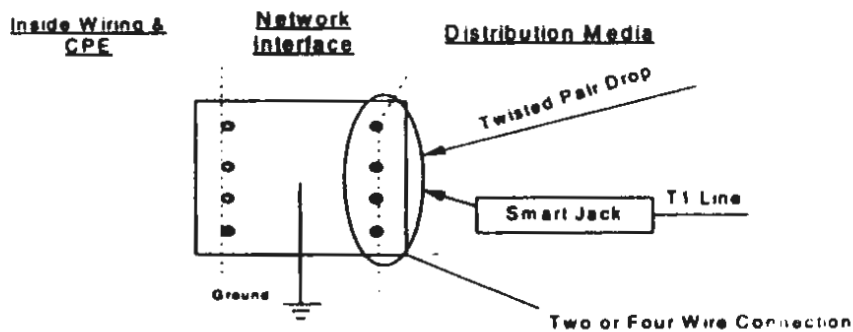 Inside Wiring &
CPE
Network
Interface
Distribution Media
Twisted Pair Drop
Smart Jack
T1 Line
Ground
Two or Four Wire Connection